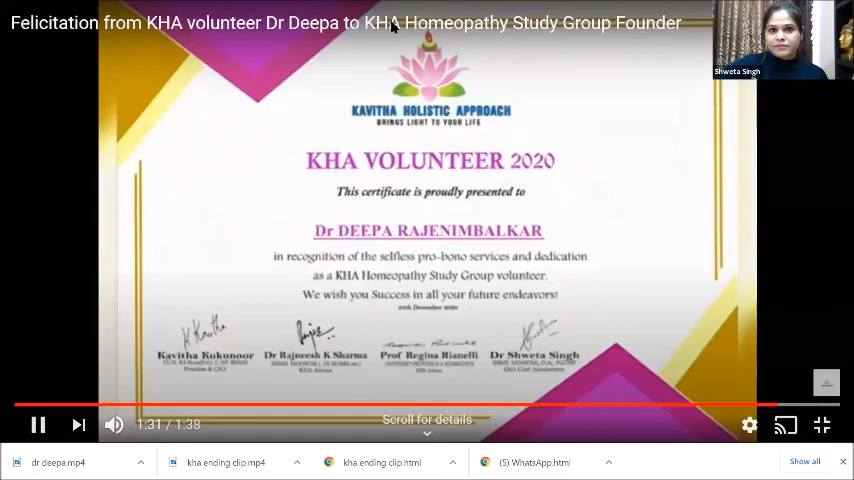 Felicitation from KHA volunteer Dr Deepa to KHA Homeopathy Study Group Founder
Shweta Singh
KAVITHA HOLISTIC APPROACH
BRINGS LIGHT TO YOUR LIFE
KHA VOLUNTEER 2020
This certificate is proudly presented to
Dr DEEPA RAJENIMBALKAR
in recognition of the selfless pro-bono services and dedication
as a KHA Homeopathy Study Group volunteer.
We wish you Success in all your future endeavors!
Kavitha Kukunoor Dr Rajneesh K Sharma Prof Regina Rianelli Dr Shweta Singh
President & CEO KHA Advisor
1:31 / 1:38
Scroll for details
dr deepa.mp4 kha ending clip.mp4 kha ending clip.html (5) WhatsApp.html Show all